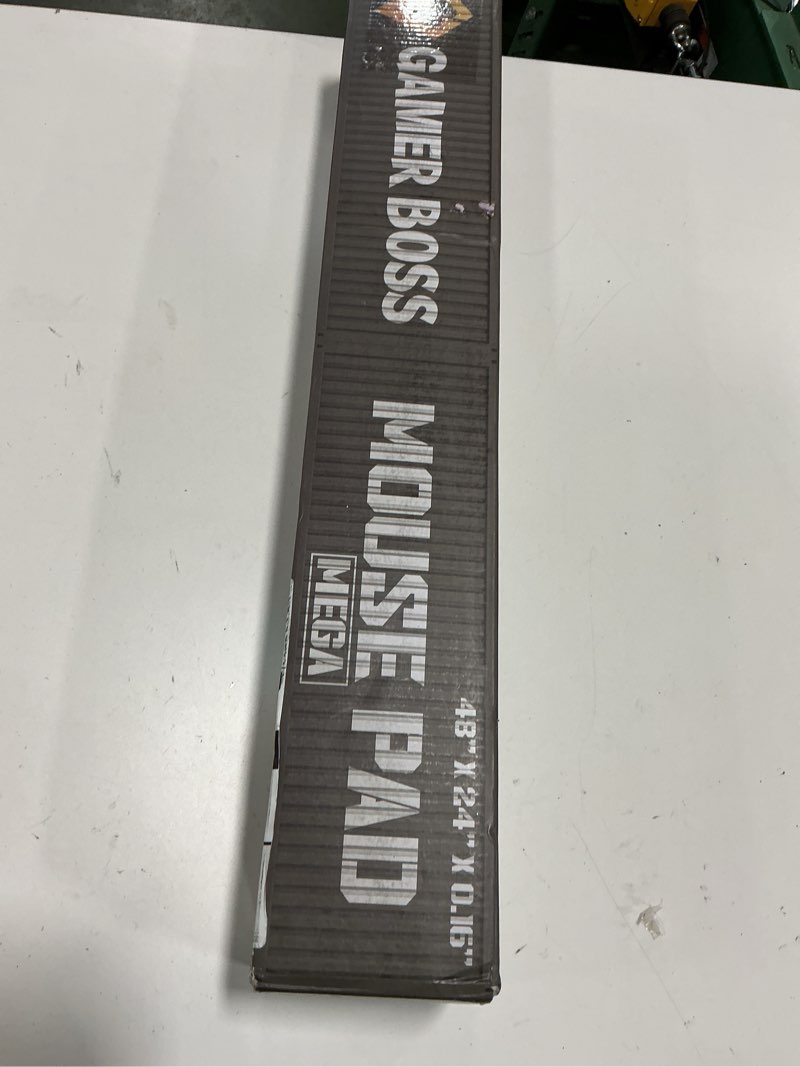 GAMER BOSS
MOUSE PAD
MEGA
48" X 24" X 0.16"